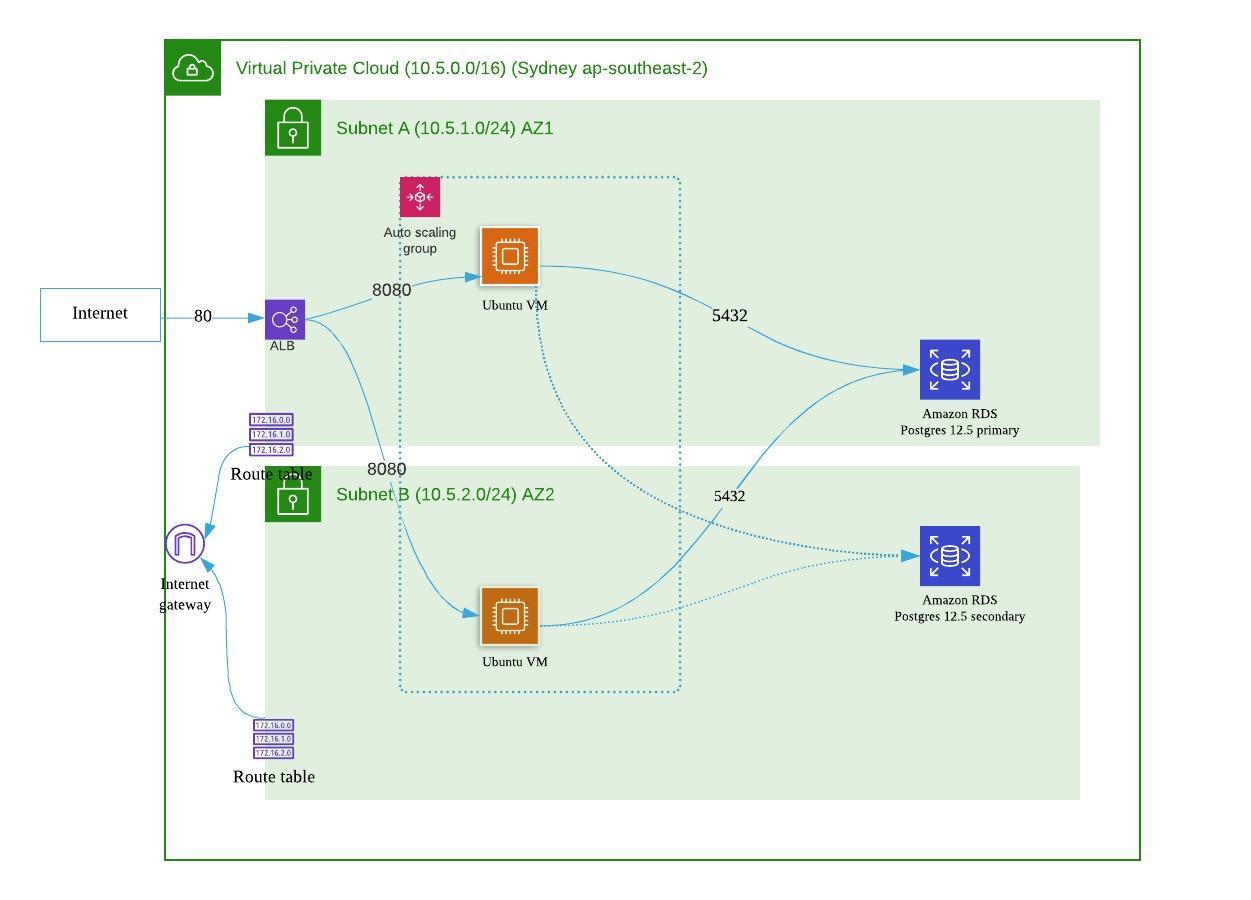 Virtual Private Cloud (10.5.0.0/16) (Sydney ap-southeast-2)
Subnet A (10.5.1.0/24) AZ1
Auto scaling
group
8080
Ubuntu VM
Internet
80
ALB
5432
Amazon RDS
Postgres 12.5 primary
172.16.0.0
172.16.1.0
172.16.2.0
Route table
8080
Subnet B (10.5.2.0/24) AZ2
5432
Internet
gateway
Amazon RDS
Postgres 12.5 secondary
Ubuntu VM
172.16.0.0
172.16.1.0
172.16.2.0
Route table